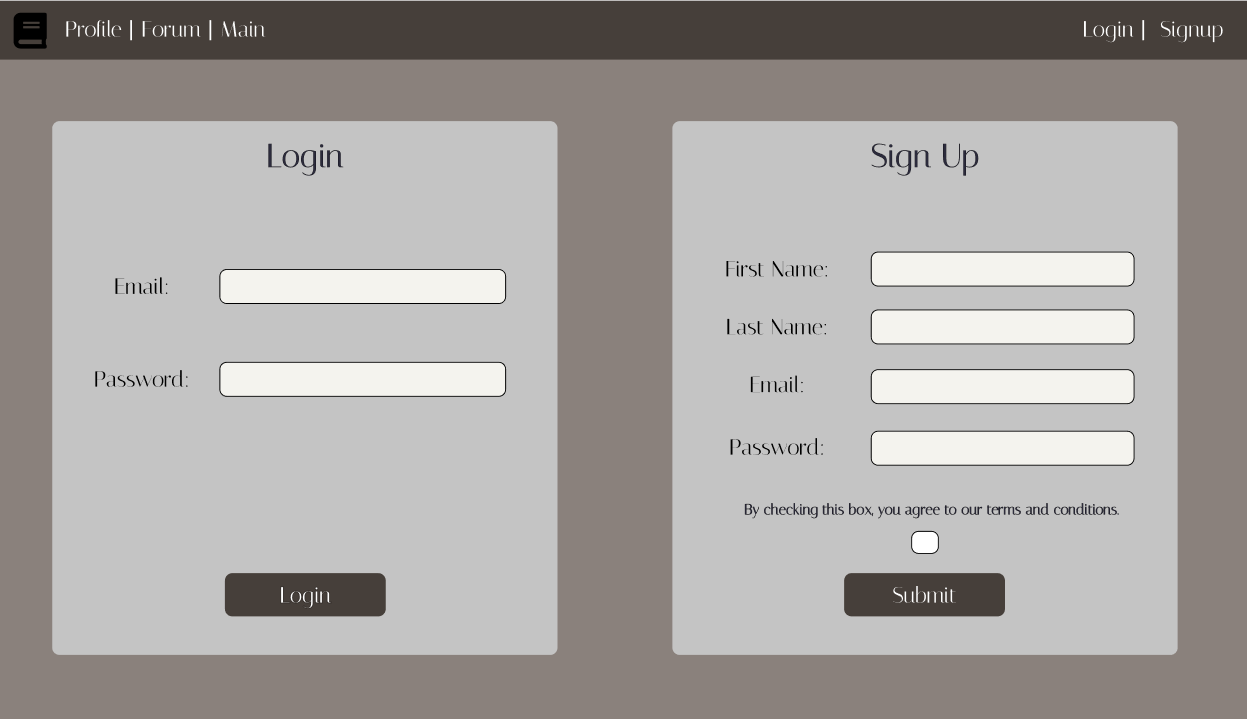 Profile | Forum | Main
Login | Signup
Login
Email:
Password:
Login
Sign Up
First Name:
Last Name:
Email:
Password:
By checking this box, you agree to our terms and conditions.
Submit